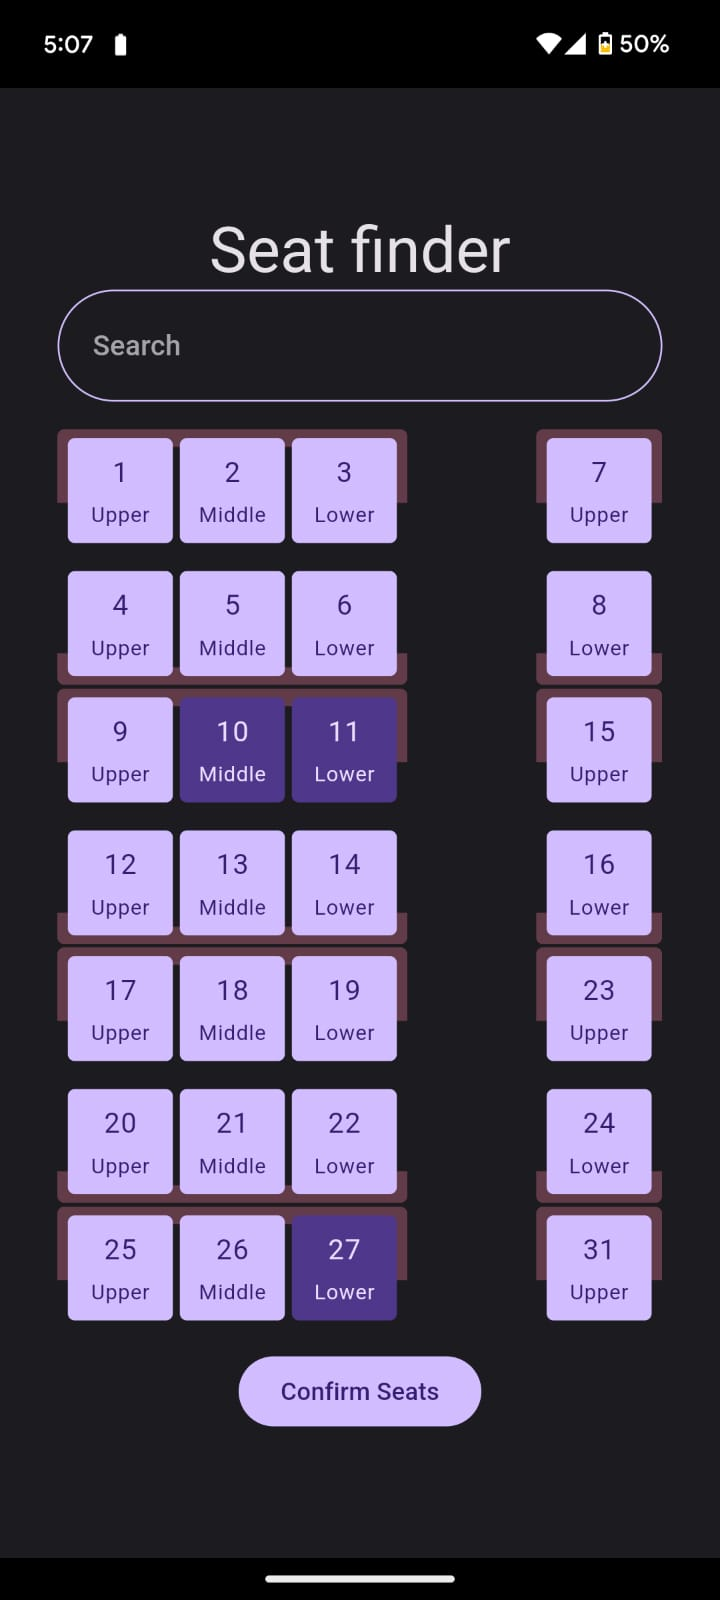 5:07 50%
Seat finder
Search
1 2 3 7
Upper Middle Lower Upper
4 5 6 8
Upper Middle Lower Lower
9 10 11 15
Upper Middle Lower Upper
12 13 14 16
Upper Middle Lower Lower
17 18 19 23
Upper Middle Lower Upper
20 21 22 24
Upper Middle Lower Lower
25 26 27 31
Upper Middle Lower Upper
Confirm Seats